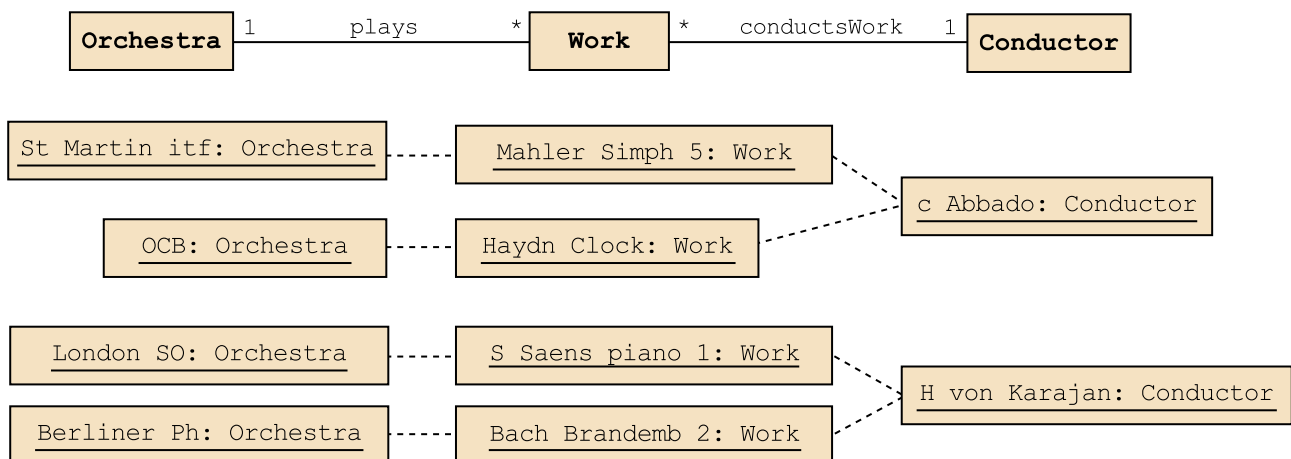 Orchestra 1 plays * Work * conductsWork 1 Conductor
St Martin itf: Orchestra
Mahler Simph 5: Work
c Abbado: Conductor
OCB: Orchestra
Haydn Clock: Work
London SO: Orchestra
S Saens piano 1: Work
H von Karajan: Conductor
Berliner Ph: Orchestra
Bach Brandemb 2: Work